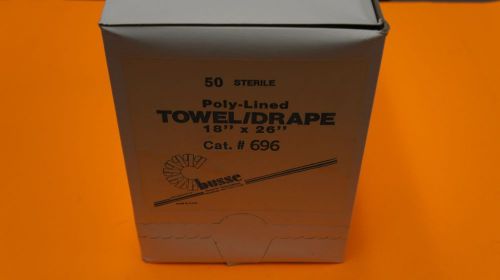 50 STERILE
Poly-Lined
TOWEL/DRAPE
18" x 26"
Cat. # 696
busse